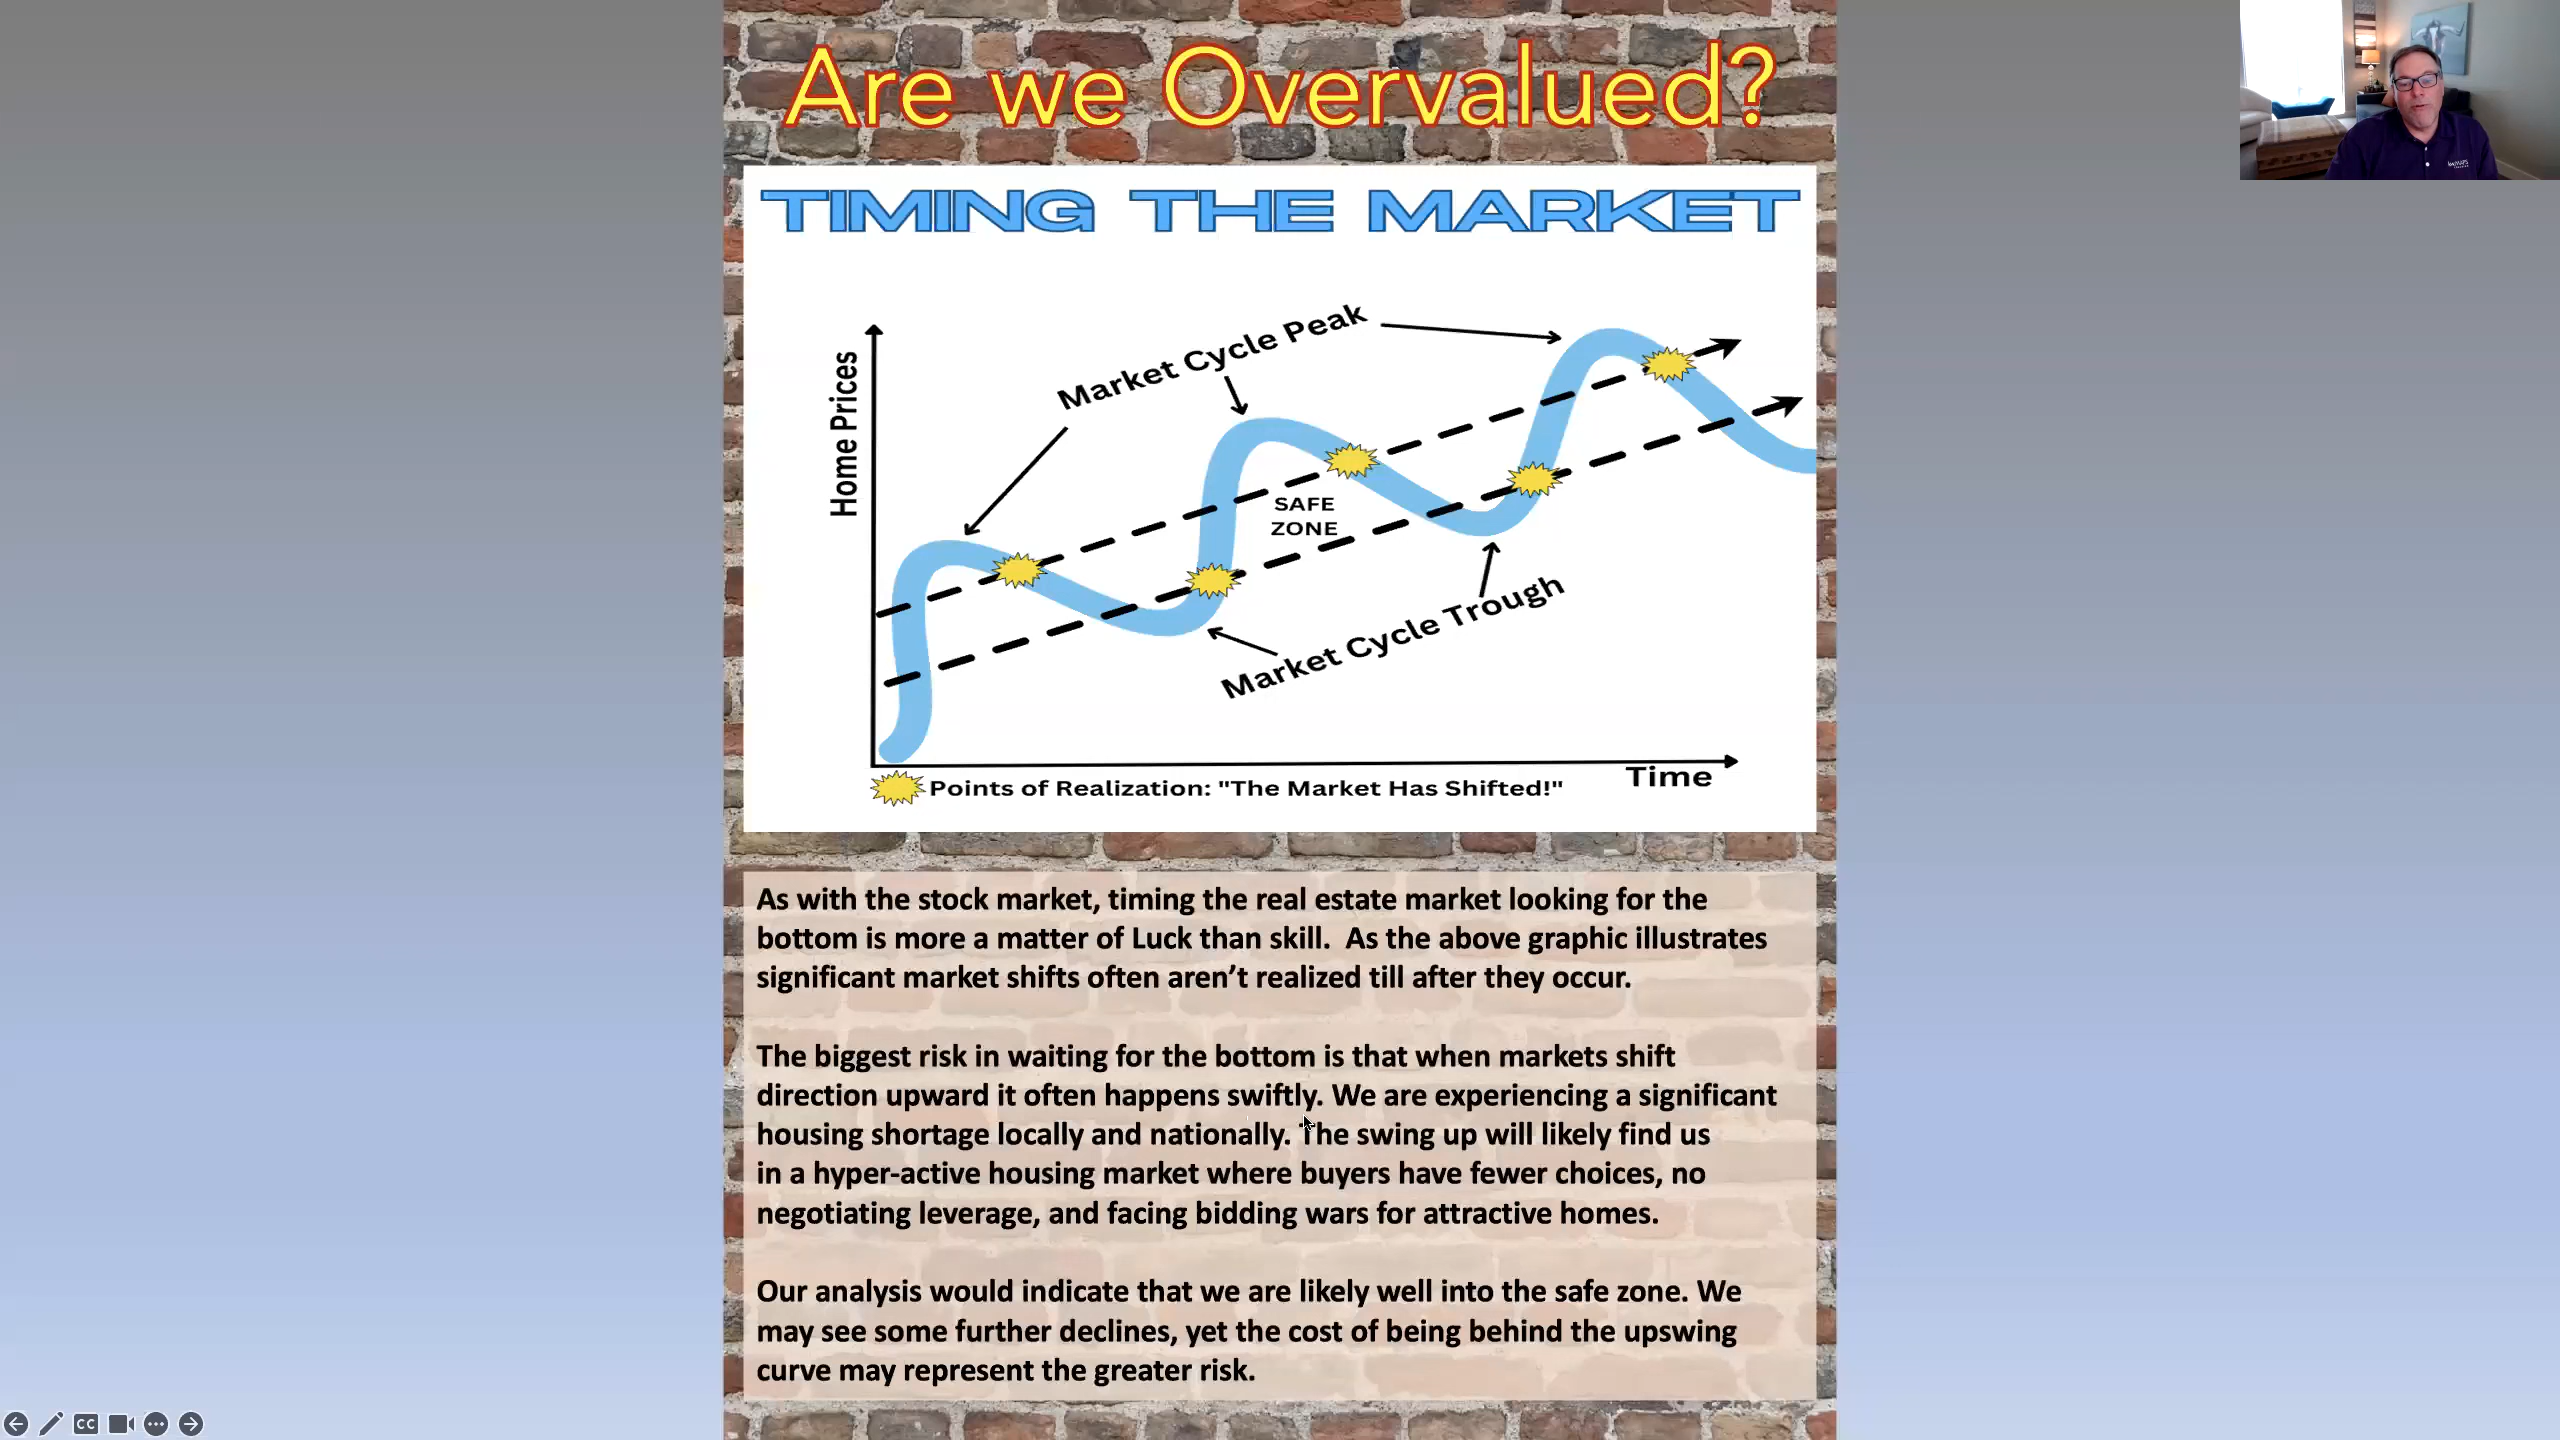 Are we Overvalued?
TIMING THE MARKET
Market Cycle Peak
Home Prices
SAFE
ZONE
Market Cycle Trough
Time
Points of Realization: "The Market Has Shifted!"
As with the stock market, timing the real estate market looking for the
bottom is more a matter of Luck than skill.  As the above graphic illustrates
significant market shifts often aren’t realized till after they occur.
The biggest risk in waiting for the bottom is that when markets shift
direction upward it often happens swiftly. We are experiencing a significant
housing shortage locally and nationally. The swing up will likely find us
in a hyper-active housing market where buyers have fewer choices, no
negotiating leverage, and facing bidding wars for attractive homes.
Our analysis would indicate that we are likely well into the safe zone. We
may see some further declines, yet the cost of being behind the upswing
curve may represent the greater risk.
CC